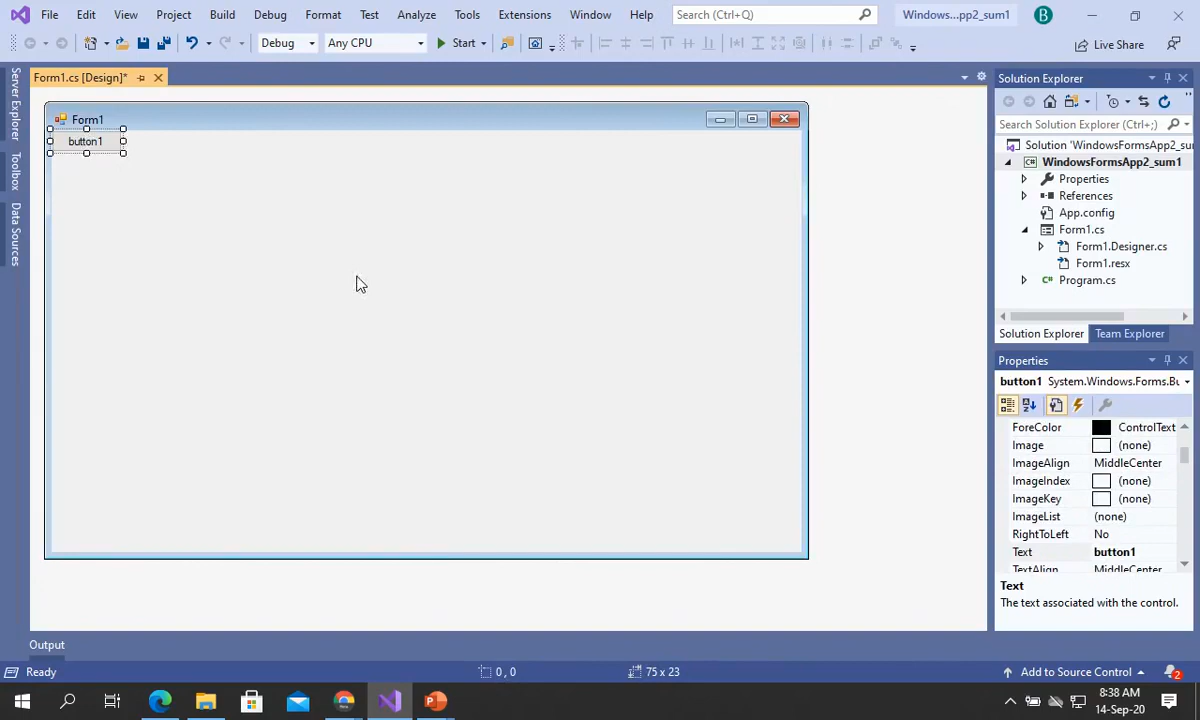 File Edit View Project Build Debug Format Test Analyze Tools Extensions Window Help Search (Ctrl+Q) Windows...pp2_sum1 B
Debug Any CPU Start Live Share
Server Explorer
Toolbox
Data Sources
Form1.cs [Design]*
Form1
button1
Solution Explorer
Search Solution Explorer (Ctrl+;)
Solution 'WindowsFormsApp2_su
C# WindowsFormsApp2_sum1
Properties
References
App.config
Form1.cs
Form1.Designer.cs
Form1.resx
C# Program.cs
Solution Explorer Team Explorer
Properties
button1 System.Windows.Forms.Bu
ForeColor ControlText
Image (none)
ImageAlign MiddleCenter
ImageIndex (none)
ImageKey (none)
ImageList (none)
RightToLeft No
Text button1
TextAlign MiddleCenter
Text
The text associated with the control.
Output
Ready 0 , 0 75 x 23 Add to Source Control 2
8:38 AM
14-Sep-20